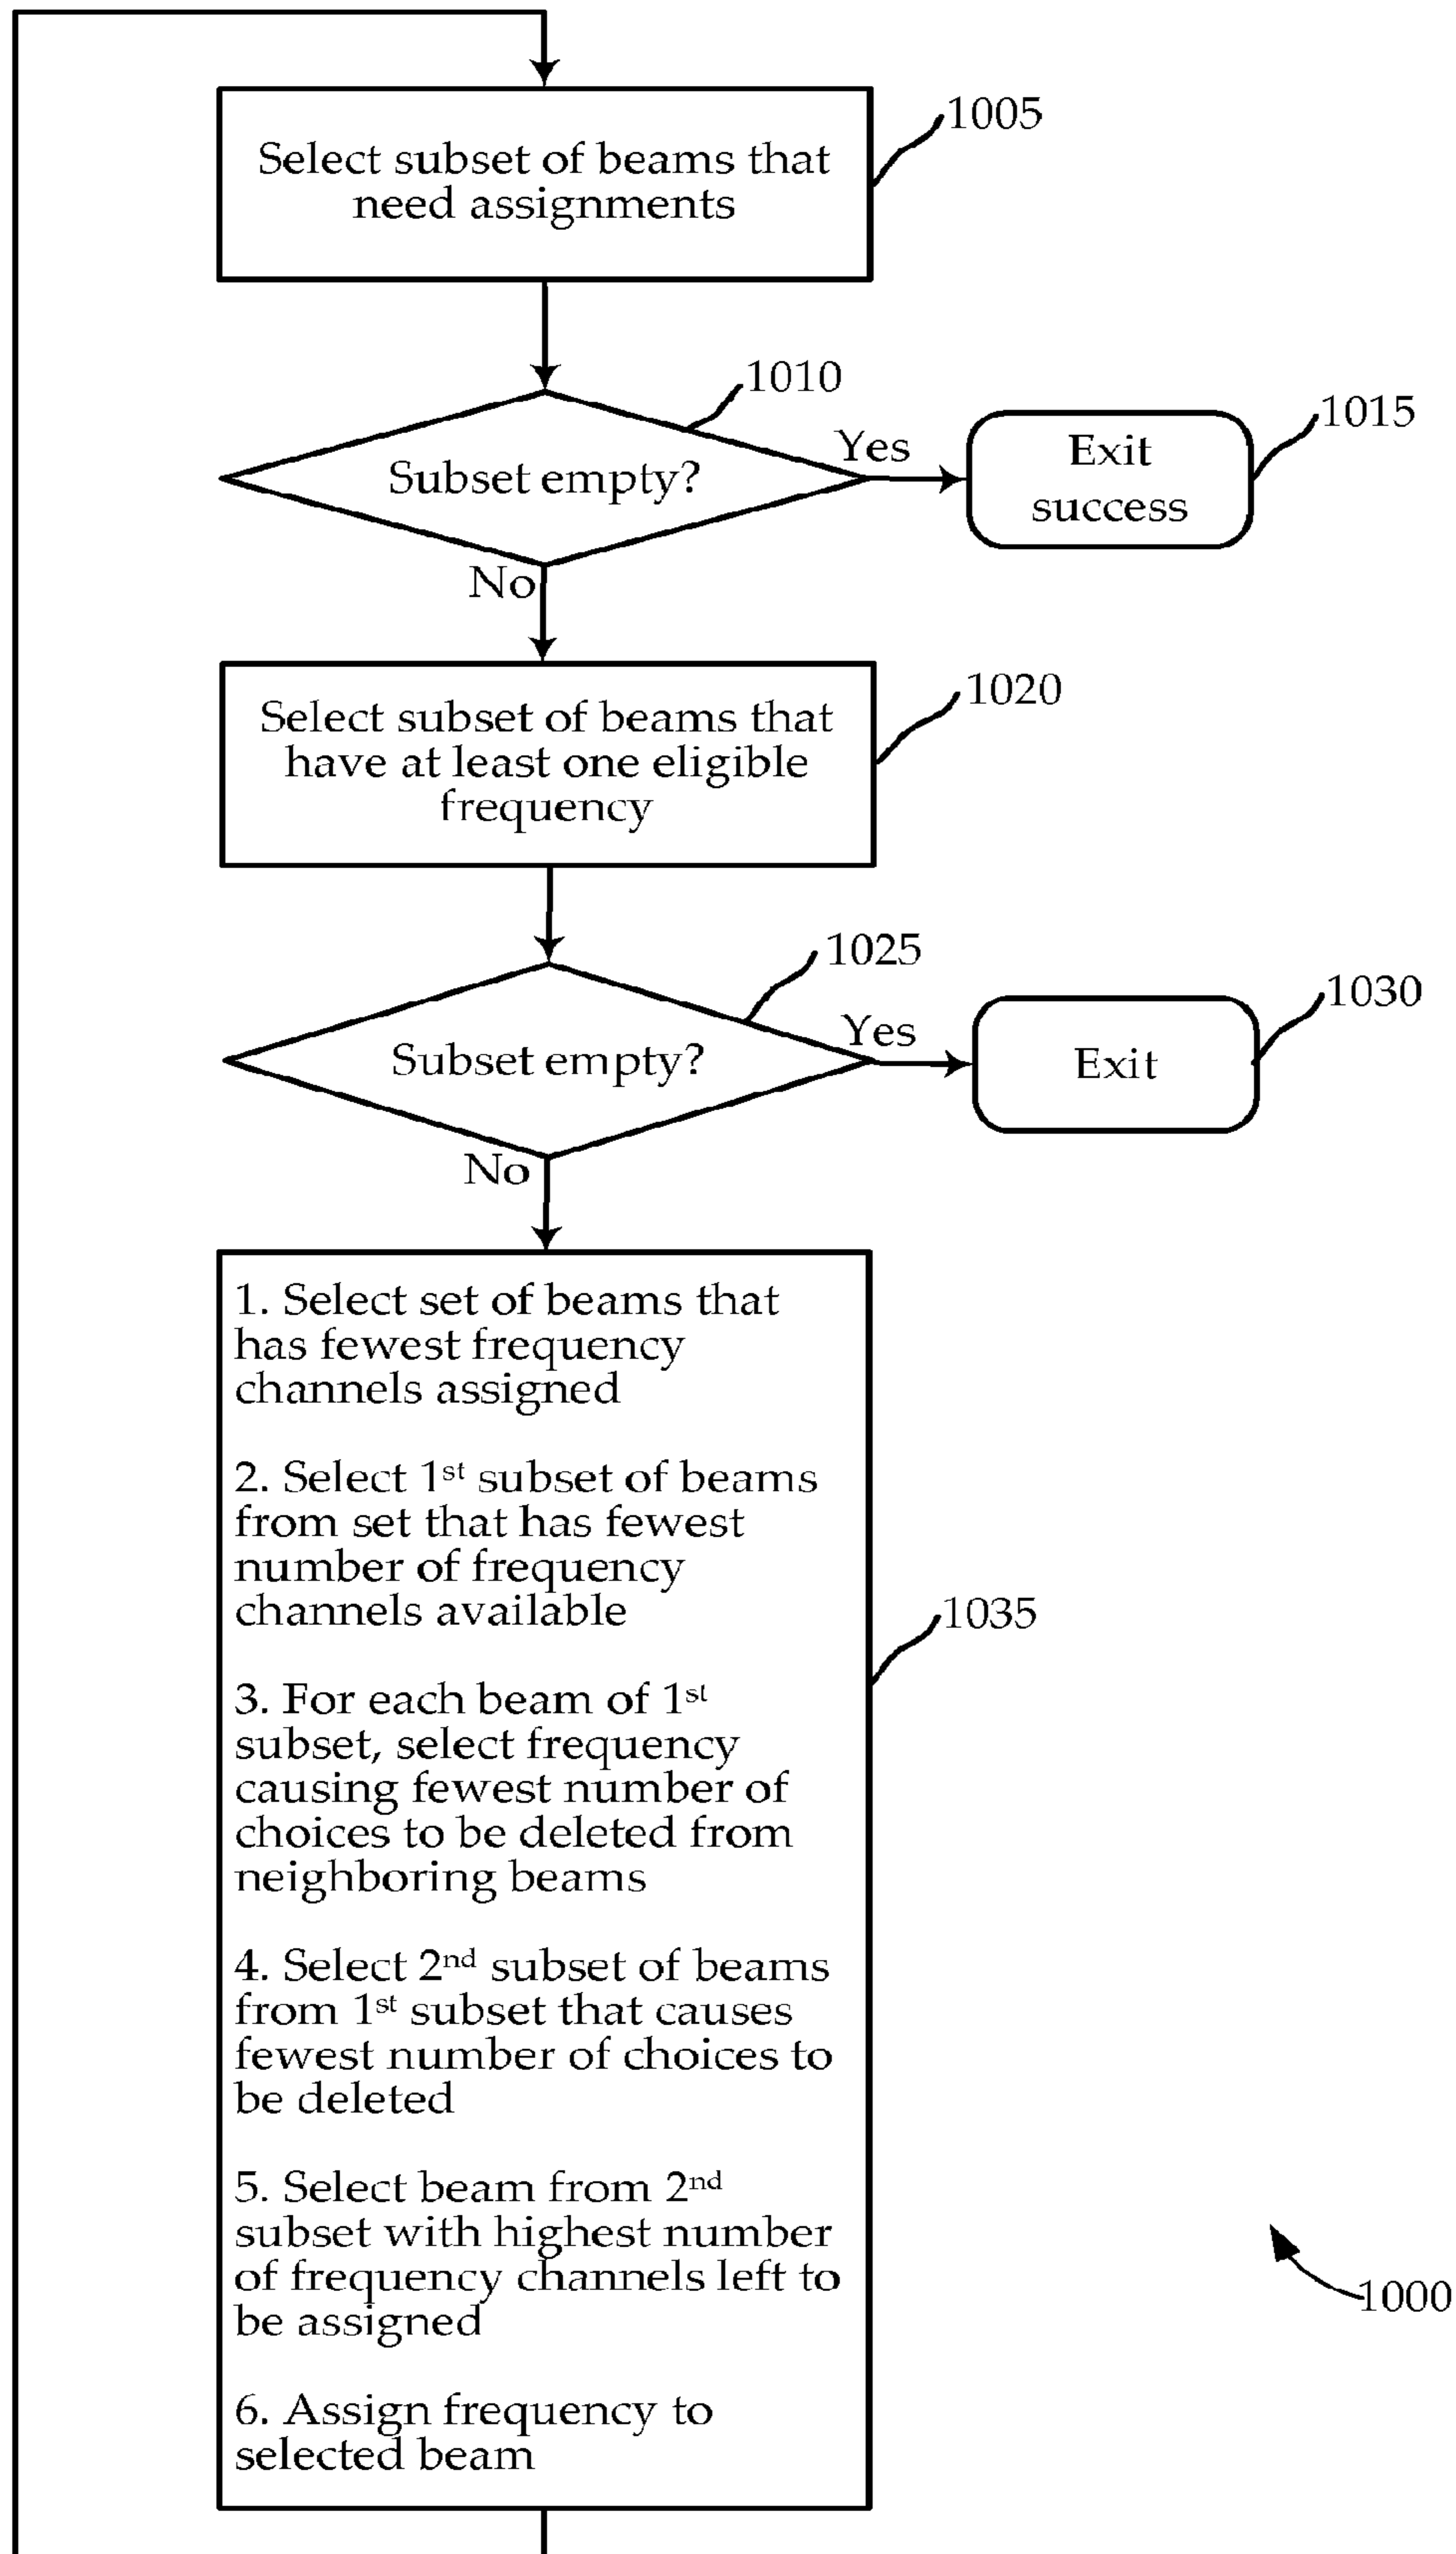 1005
Select subset of beams that
need assignments
1010
Subset empty?
Yes
Exit
success
1015
No
1020
Select subset of beams that
have at least one eligible
frequency
1025
Subset empty?
Yes
Exit
1030
No
1. Select set of beams that
has fewest frequency
channels assigned
2. Select 1st subset of beams
from set that has fewest
number of frequency
channels available
3. For each beam of 1st
subset, select frequency
causing fewest number of
choices to be deleted from
neighboring beams
4. Select 2nd subset of beams
from 1st subset that causes
fewest number of choices to
be deleted
5. Select beam from 2nd
subset with highest number
of frequency channels left to
be assigned
6. Assign frequency to
selected beam
1035
1000